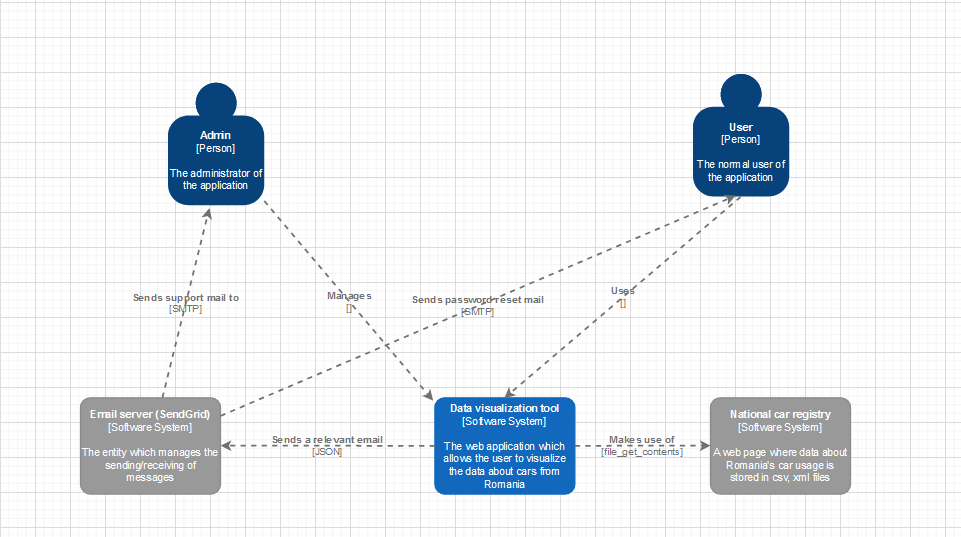 Admin
[Person]
The administrator of
the application
User
[Person]
The normal user of
the application
Sends support mail to
[SMTP]
Manages
[]
Sends password reset mail
[SMTP]
Uses
[]
Email server (SendGrid)
[Software System]
The entity which manages the
sending/receiving of
messages
Sends a relevant email
[JSON]
Data visualization tool
[Software System]
The web application which
allows the user to visualize
the data about cars from
Romania
Makes use of
[file_get_contents]
National car registry
[Software System]
A web page where data about
Romania's car usage is
stored in csv, xml files